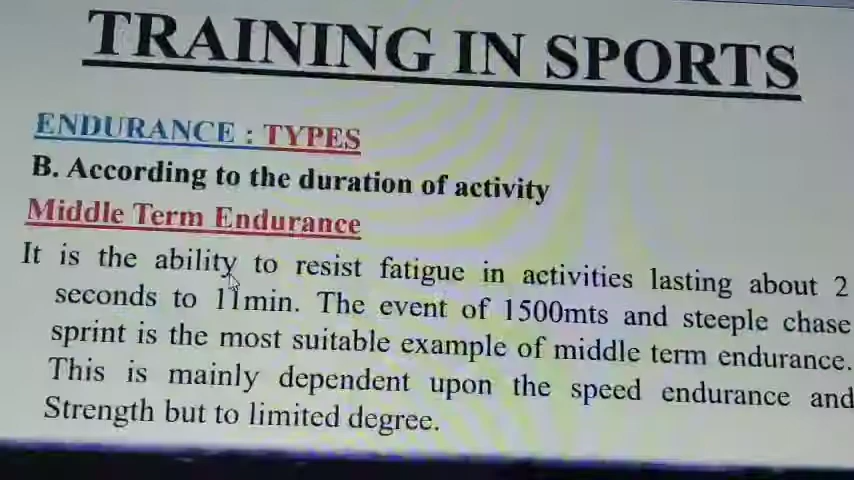 TRAINING IN SPORTS
ENDURANCE : TYPES
B. According to the duration of activity
Middle Term Endurance
It is the ability to resist fatigue in activities lasting about 2
seconds to 11min. The event of 1500mts and steeple chase
sprint is the most suitable example of middle term endurance.
This is mainly dependent upon the speed endurance and
Strength but to limited degree.